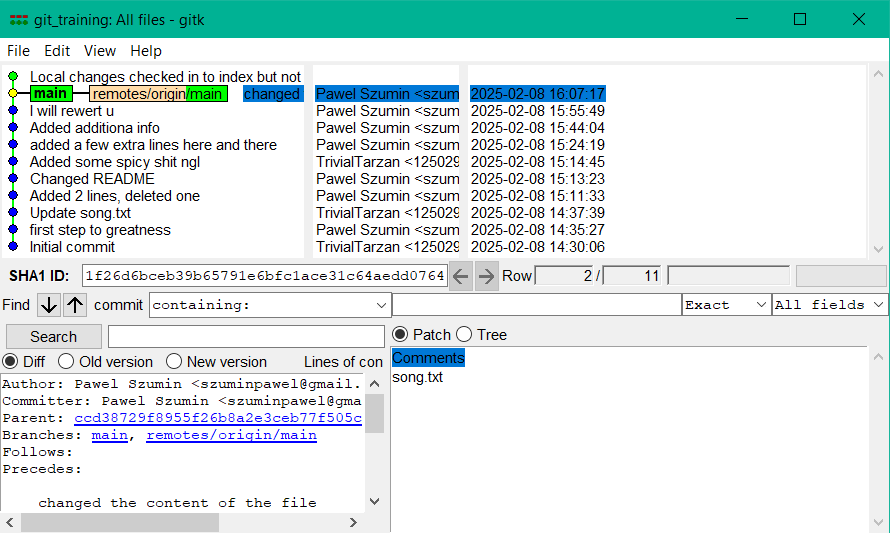 git_training: All files - gitk
File Edit View Help
Local changes checked in to index but not
main remotes/origin/main changed Pawel Szumin <szum 2025-02-08 16:07:17
I will rewert u Pawel Szumin <szum 2025-02-08 15:55:49
Added additiona info Pawel Szumin <szum 2025-02-08 15:44:04
added a few extra lines here and there Pawel Szumin <szum 2025-02-08 15:24:19
Added some spicy shit ngl TrivialTarzan <125029 2025-02-08 15:14:45
Changed README Pawel Szumin <szum 2025-02-08 15:13:23
Added 2 lines, deleted one Pawel Szumin <szum 2025-02-08 15:11:33
Update song.txt TrivialTarzan <125029 2025-02-08 14:37:39
first step to greatness Pawel Szumin <szum 2025-02-08 14:35:27
Initial commit TrivialTarzan <125029 2025-02-08 14:30:06
SHA1 ID: 1f26d6bceb39b65791e6bfc1ace31c64aedd0764 Row 2 / 11
Find commit containing: Exact All fields
Search
Diff Old version New version Lines of con
Author: Pawel Szumin <szuminpawel@gmail.
Committer: Pawel Szumin <szuminpawel@gma
Parent: ccd38729f8955f26b8a2e3ceb77f505c
Branches: main, remotes/origin/main
Follows:
Precedes:
changed the content of the file
Patch Tree
Comments
song.txt